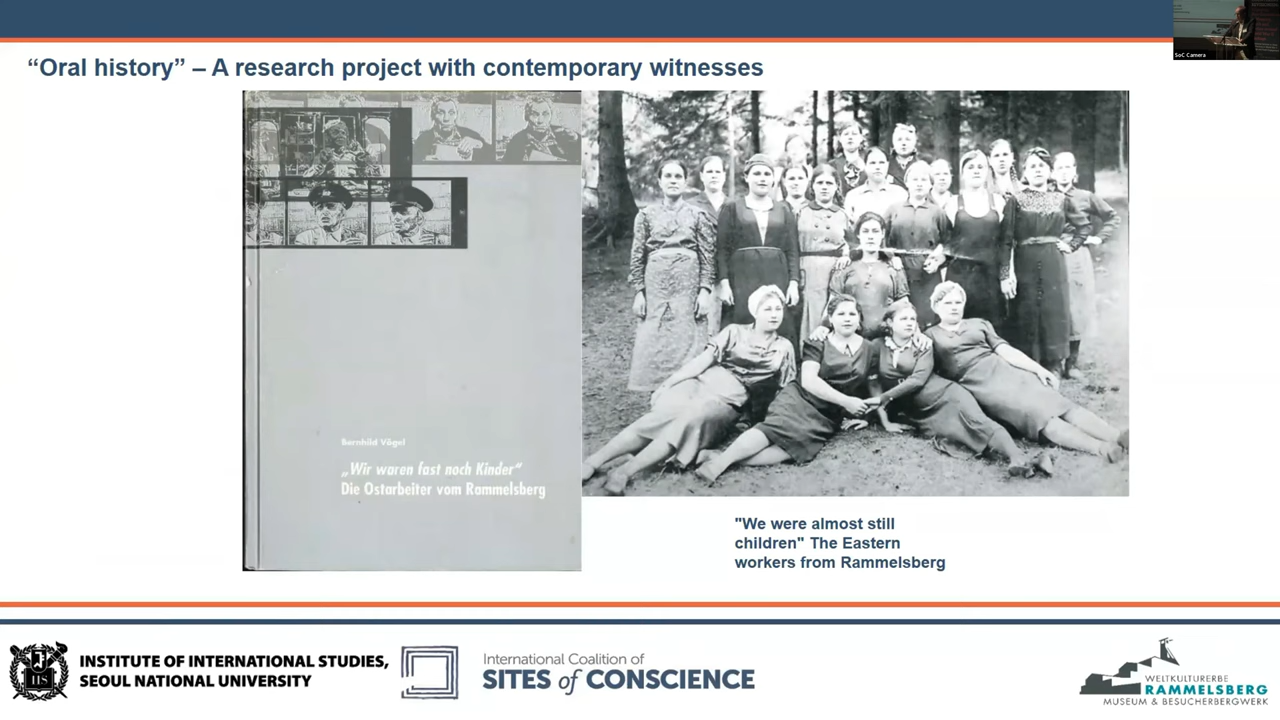 SoC Camera
“Oral history” – A research project with contemporary witnesses
Bernhild Vögel
„Wir waren fast noch Kinder“
Die Ostarbeiter vom Rammelsberg
"We were almost still
children" The Eastern
workers from Rammelsberg
INSTITUTE OF INTERNATIONAL STUDIES,
SEOUL NATIONAL UNIVERSITY
International Coalition of
SITES of CONSCIENCE
WELTKULTURERBE
RAMMELSBERG
MUSEUM & BESUCHERBERGWERK